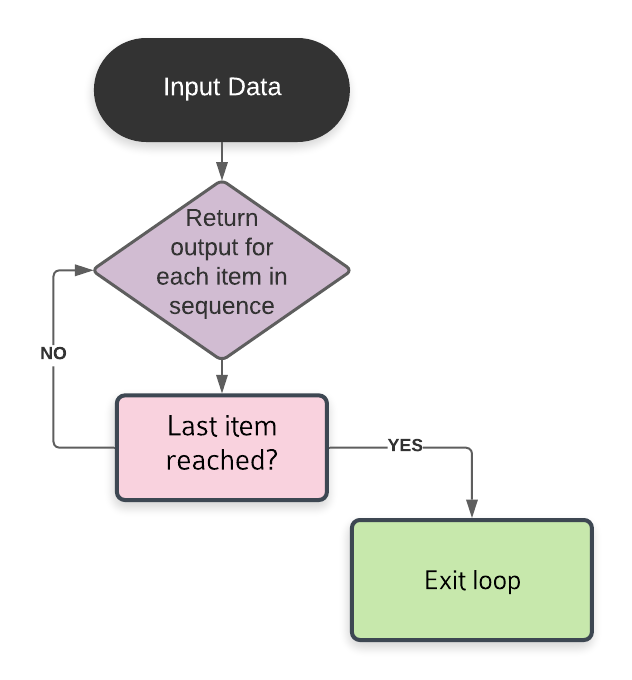 Input Data
Return
output for
each item in
sequence
NO
Last item
reached?
YES
Exit loop